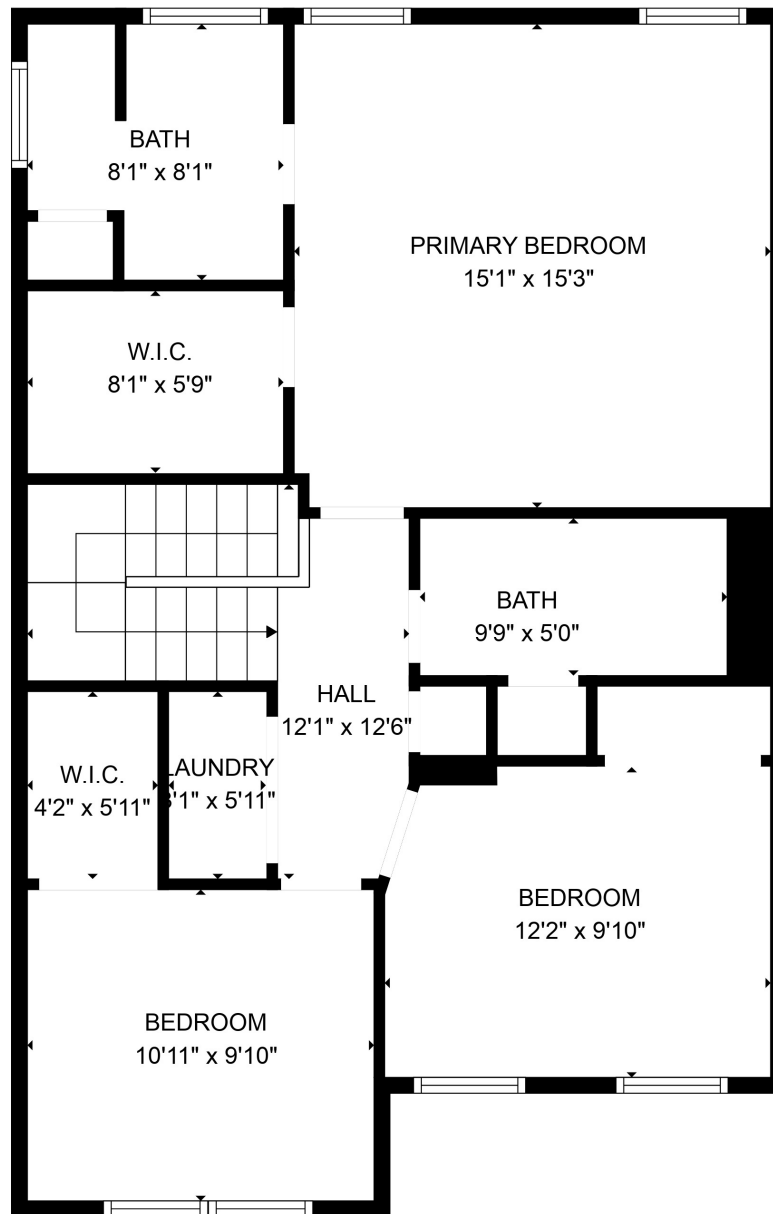 BATH
8'1" x 8'1"
PRIMARY BEDROOM
15'1" x 15'3"
W.I.C.
8'1" x 5'9"
BATH
9'9" x 5'0"
HALL
12'1" x 12'6"
W.I.C.
4'2" x 5'11"
LAUNDRY
3'1" x 5'11"
BEDROOM
12'2" x 9'10"
BEDROOM
10'11" x 9'10"